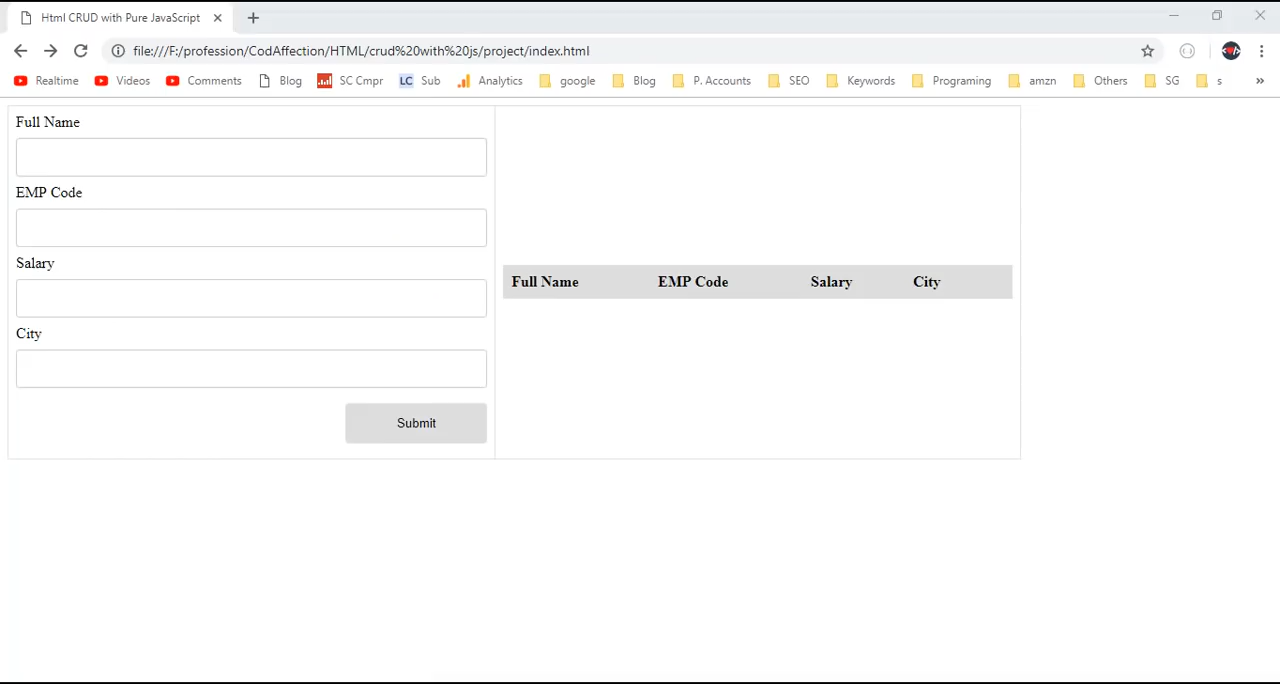 Html CRUD with Pure JavaScript
file:///F:/profession/CodAffection/HTML/crud%20with%20js/project/index.html
Realtime Videos Comments Blog SC Cmpr LC Sub Analytics google Blog P. Accounts SEO Keywords Programing amzn Others SG s »
Full Name
EMP Code
Salary
City
Submit
Full Name EMP Code Salary City